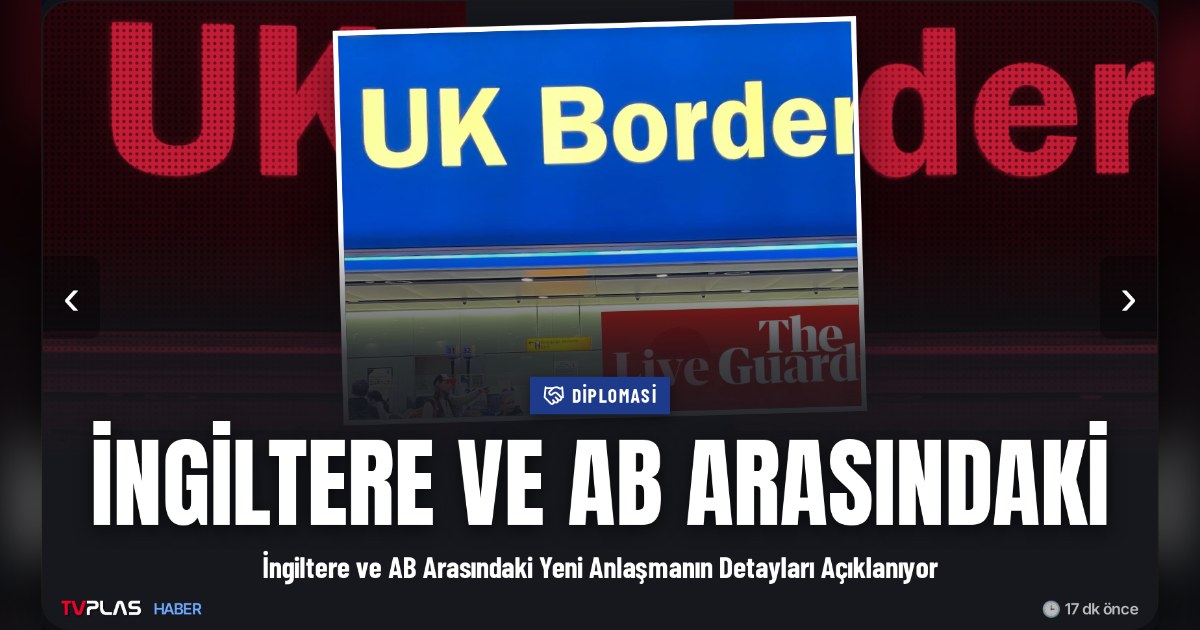 UK
der
UK Border
The
Live Guard
DİPLOMASİ
İNGİLTERE VE AB ARASINDAKİ
İngiltere ve AB Arasındaki Yeni Anlaşmanın Detayları Açıklanıyor
TVPLAS HABER
17 dk önce